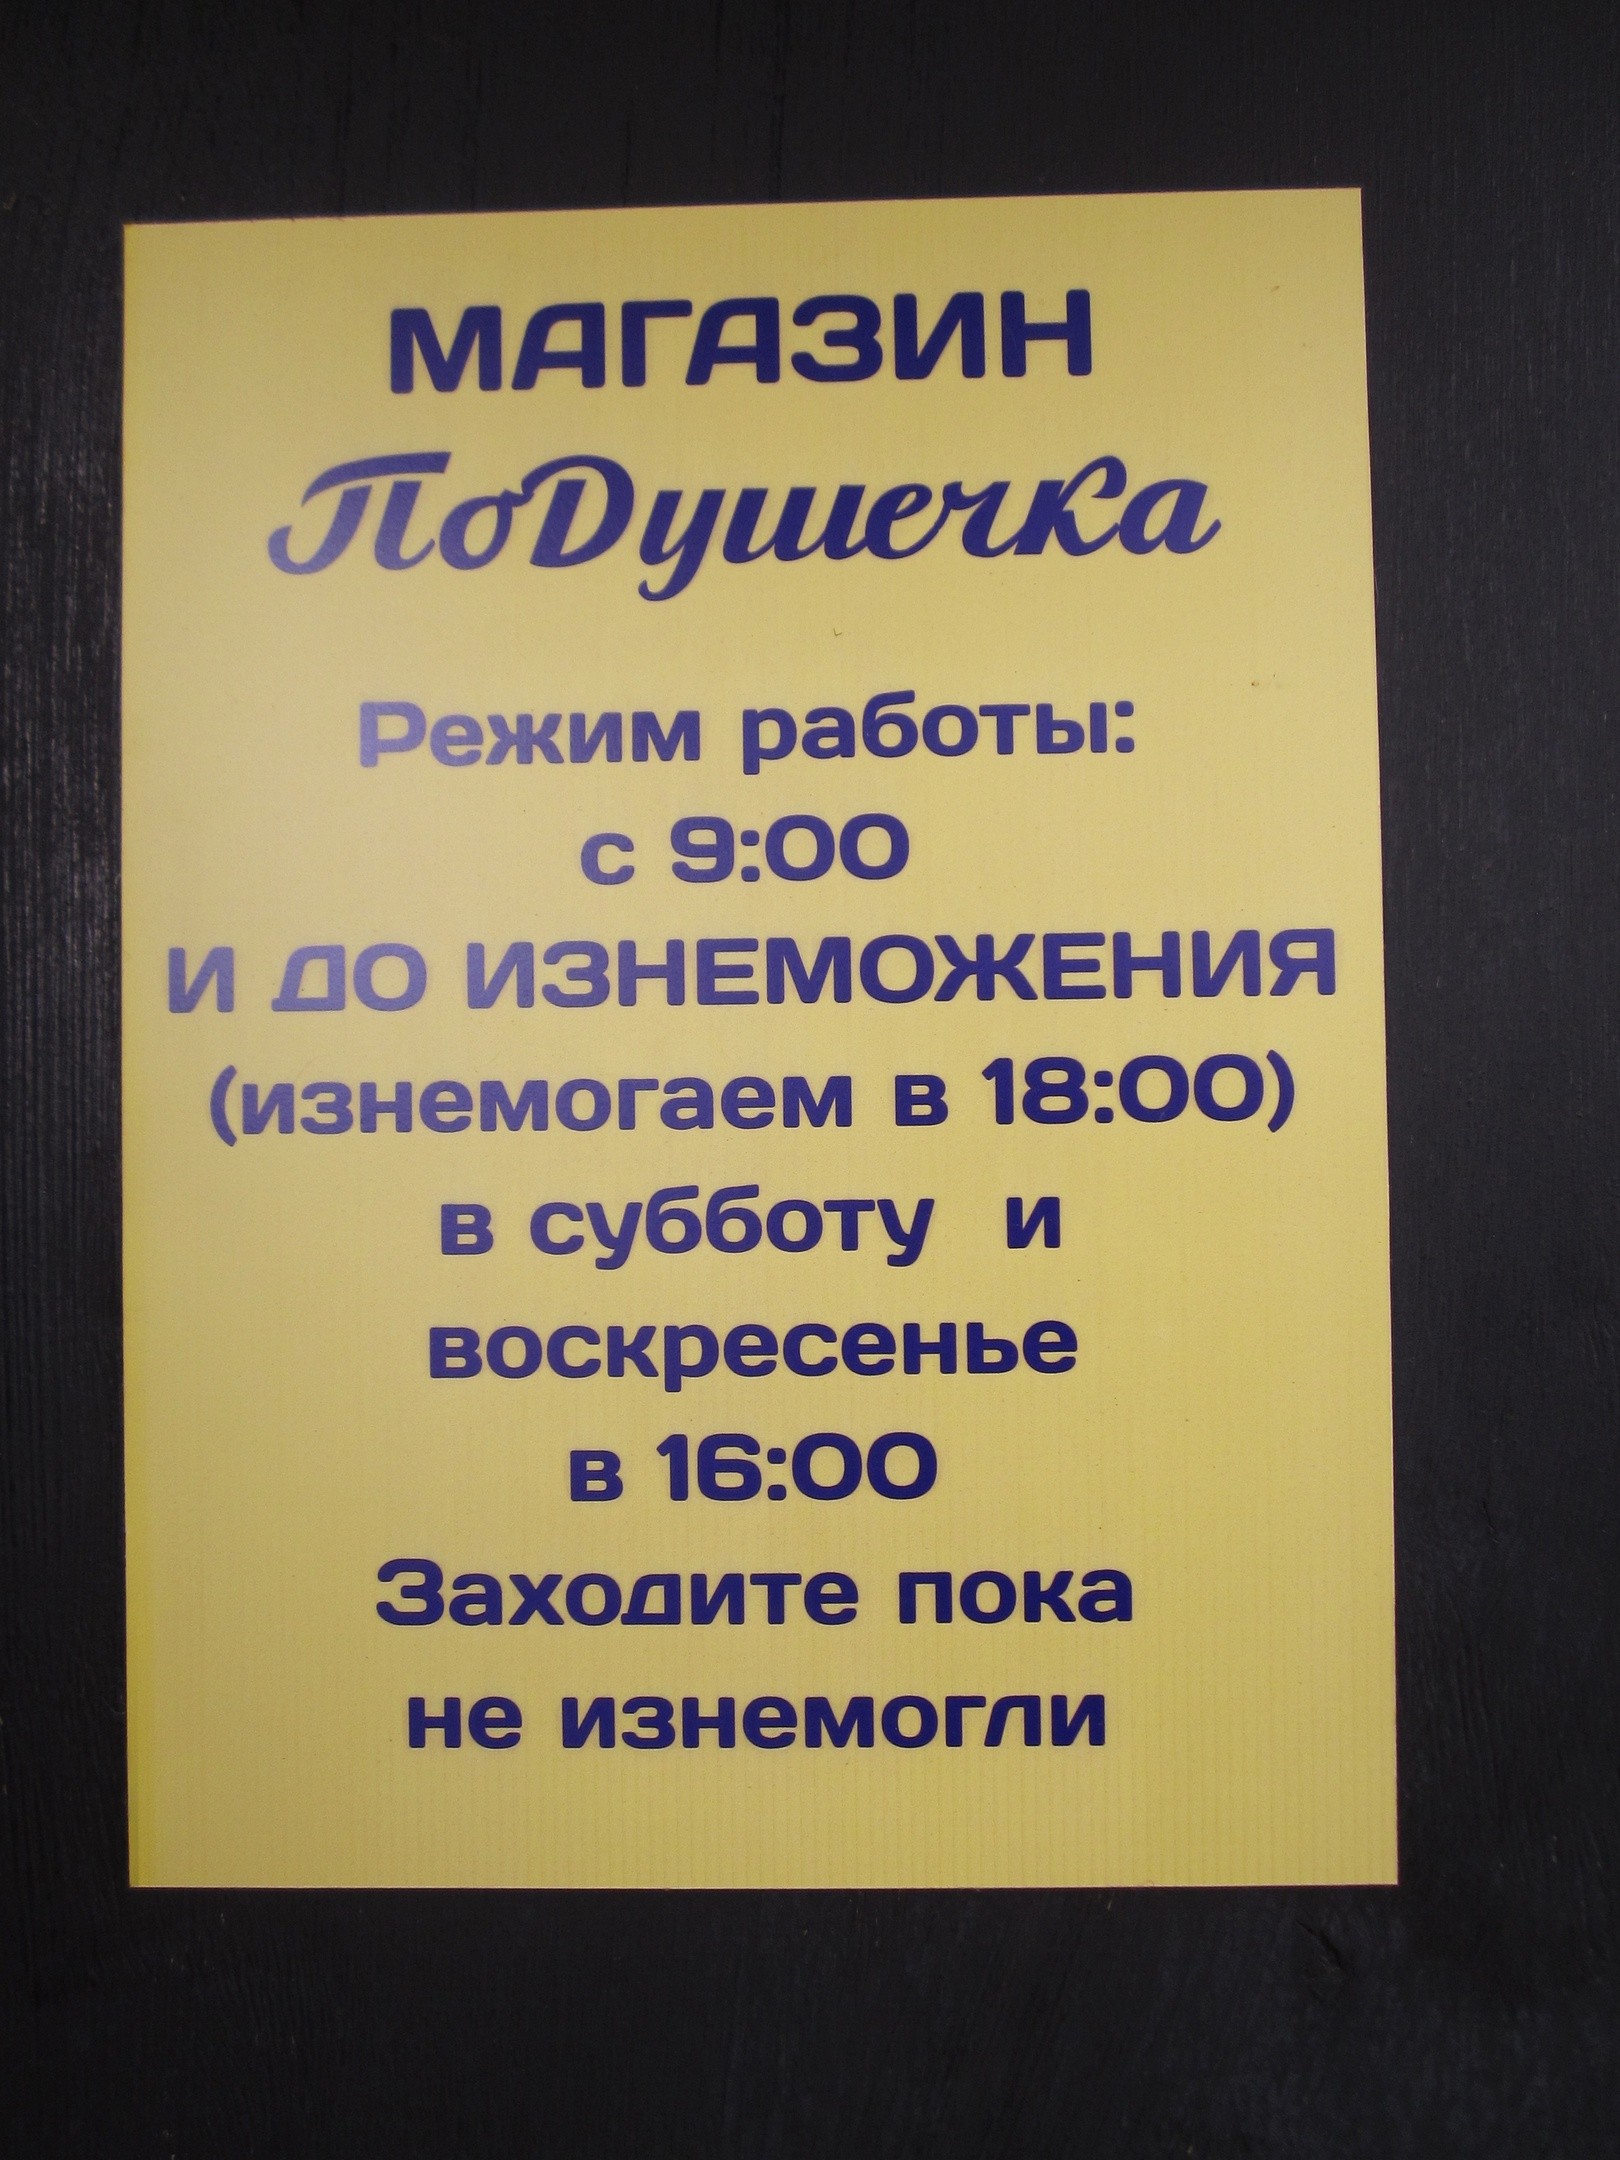 МАГАЗИН
ПоДушечка
Режим работы:
с 9:00
И ДО ИЗНЕМОЖЕНИЯ
(изнемогаем в 18:00)
в субботу и
воскресенье
в 16:00
Заходите пока
не изнемогли